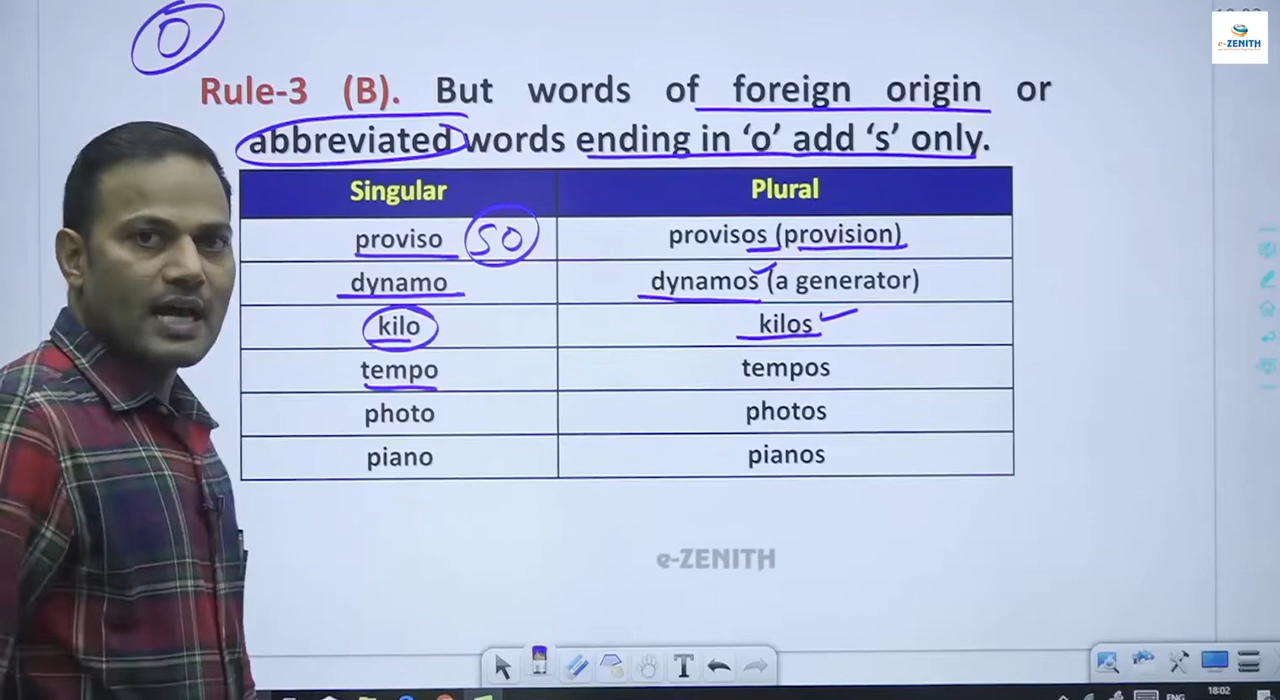 e-ZENITH
O
Rule-3 (B). But words of foreign origin or
abbreviated words ending in ‘o’ add ‘s’ only.
Singular Plural
proviso so provisos (provision)
dynamo dynamos (a generator)
kilo kilos
tempo tempos
photo photos
piano pianos
e-ZENITH
T
ENG 18:02